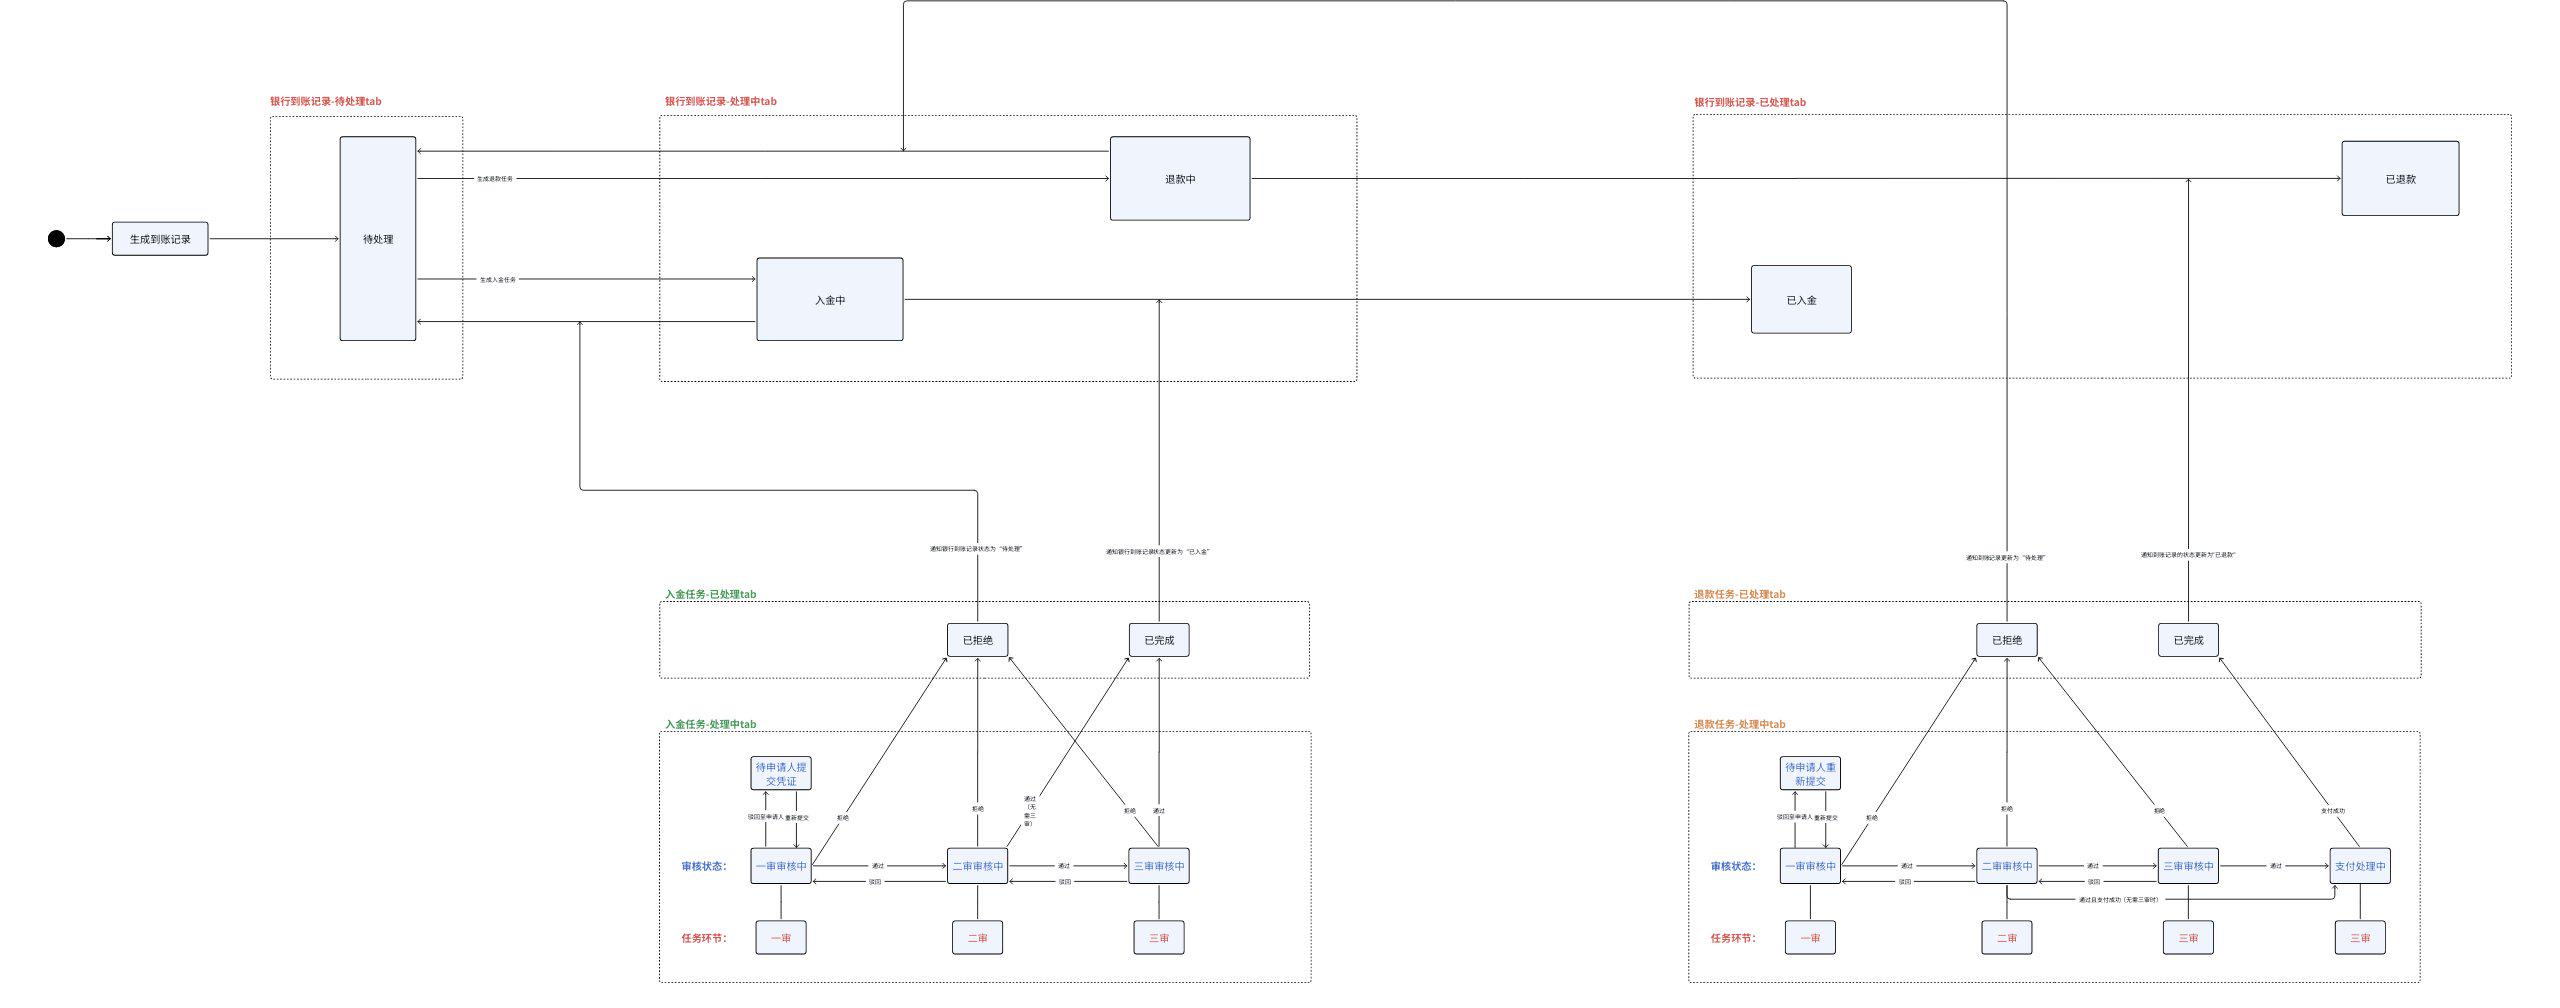 银行到账记录-待处理tab
银行到账记录-处理中tab
银行到账记录-已处理tab
生成退款任务
退款中
已退款
生成到账记录
待处理
生成入金任务
入金中
已入金
通知银行到账记录状态为 “待处理”
通知银行到账记录状态更新为 “已入金”
通知到账记录更新为 “待处理”
通知到账记录的状态更新为“已退款”
入金任务-已处理tab
已拒绝
已完成
入金任务-处理中tab
待申请人提
交凭证
驳回至申请人
重新提交
拒绝
拒绝
通过
（无
需三
审）
拒绝
通过
审核状态：
一审审核中
通过
驳回
二审审核中
通过
驳回
三审审核中
任务环节：
一审
二审
三审
退款任务-已处理tab
已拒绝
已完成
退款任务-处理中tab
待申请人重
新提交
驳回至申请人
重新提交
拒绝
拒绝
拒绝
支付成功
审核状态：
一审审核中
通过
驳回
二审审核中
通过
驳回
三审审核中
通过
支付处理中
通过且支付成功（无需三审时）
任务环节：
一审
二审
三审
三审